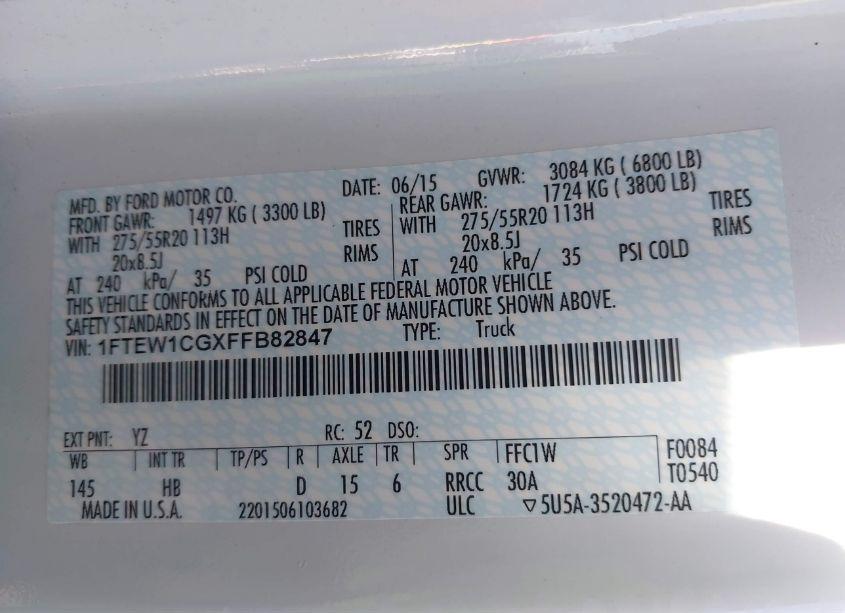 MFD. BY FORD MOTOR CO. DATE: 06/15 GVWR: 3084 KG ( 6800 LB)
FRONT GAWR: 1497 KG ( 3300 LB) REAR GAWR: 1724 KG ( 3800 LB)
WITH 275/55R20 113H TIRES WITH 275/55R20 113H TIRES
20x8.5J RIMS 20x8.5J RIMS
AT 240 kPa/ 35 PSI COLD AT 240 kPa/ 35 PSI COLD
THIS VEHICLE CONFORMS TO ALL APPLICABLE FEDERAL MOTOR VEHICLE
SAFETY STANDARDS IN EFFECT ON THE DATE OF MANUFACTURE SHOWN ABOVE.
VIN: 1FTEW1CGXFFB82847 TYPE: Truck
EXT PNT: YZ RC: 52 DSO:
WB INT TR TP/PS R AXLE TR SPR FFC1W F0084
145 HB D 15 6 RRCC 30A T0540
MADE IN U.S.A. 2201506103682 ULC ▽5U5A-3520472-AA